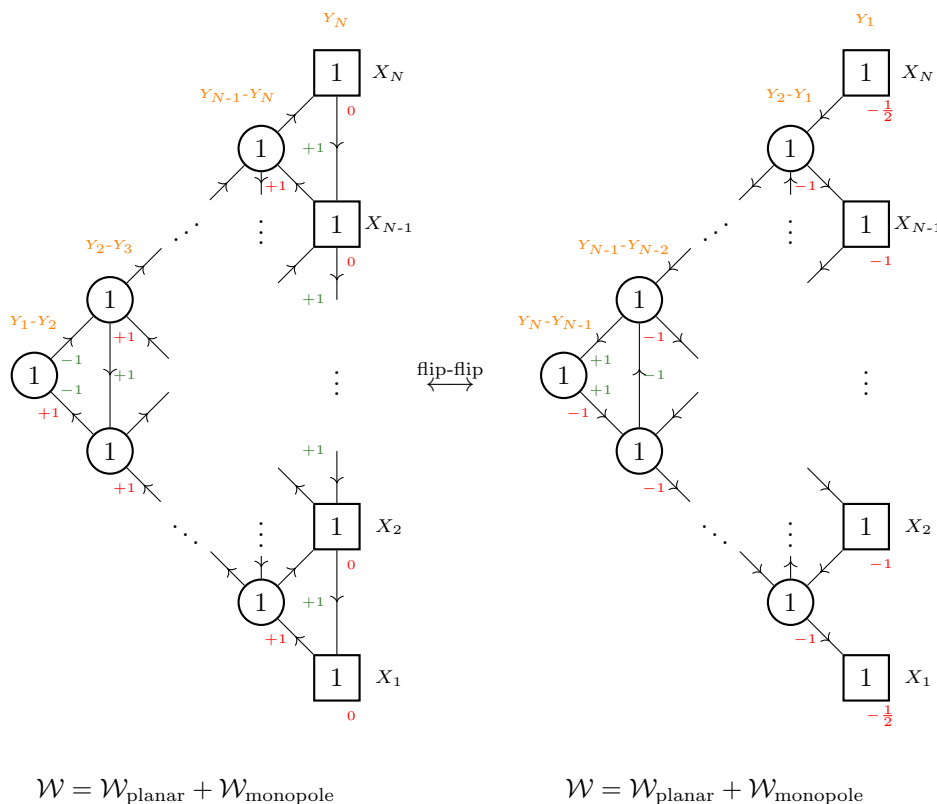 Y_N
Y_1
1 X_N
1 X_N
Y_{N-1}-Y_N
0
Y_2-Y_1
-1/2
1 +1
1
+1
-1
1 X_{N-1}
1 X_{N-1}
Y_2-Y_3
0
Y_{N-1}-Y_{N-2}
-1
1
+1
1
Y_1-Y_2
+1
Y_N-Y_{N-1}
-1
-1
+1
1 +1
flip-flip
1 -1
-1
+1
+1
-1
1
+1
1
+1
-1
1 X_2
1 X_2
0
-1
1 +1
1
+1
-1
1 X_1
1 X_1
0
-1/2
W = W_planar + W_monopole
W = W_planar + W_monopole